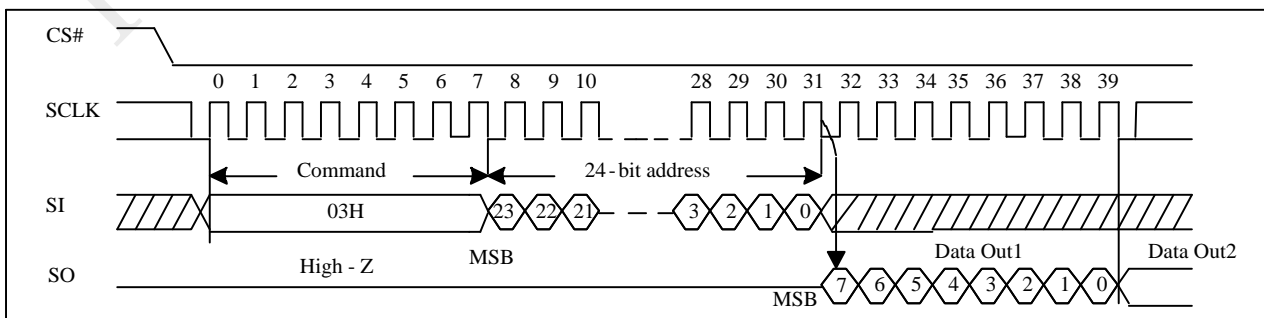 CS#
0 1 2 3 4 5 6 7 8 9 10 28 29 30 31 32 33 34 35 36 37 38 39
SCLK
Command 24-bit address
SI 03H 23 22 21 3 2 1 0
High - Z MSB Data Out1 Data Out2
SO MSB 7 6 5 4 3 2 1 0